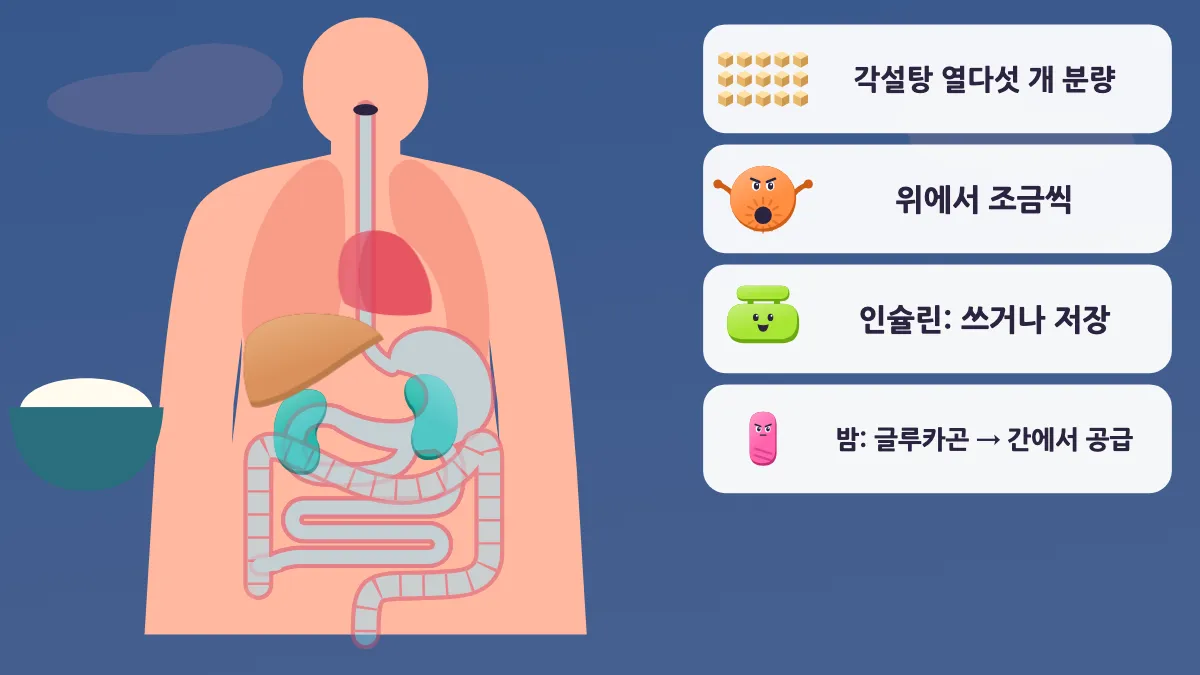 각설탕 열다섯 개 분량
위에서 조금씩
인슐린: 쓰거나 저장
밤: 글루카곤 → 간에서 공급